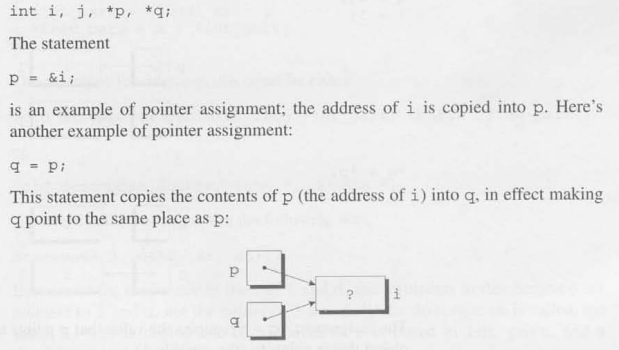 int i, j, *p, *q;
The statement
p = &i;
is an example of pointer assignment; the address of i is copied into p. Here's
another example of pointer assignment:
q = p;
This statement copies the contents of p (the address of i) into q, in effect making
q point to the same place as p:
p
? i
q